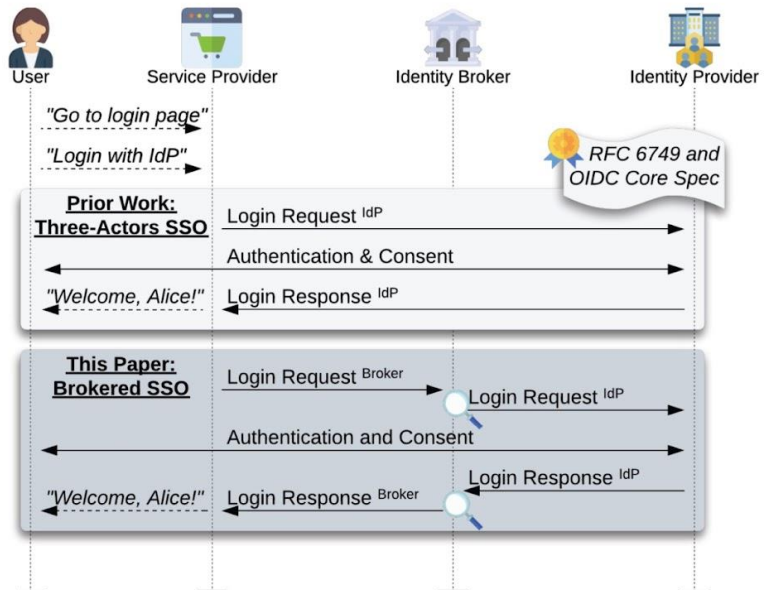 User
Service Provider
Identity Broker
Identity Provider
"Go to login page"
"Login with IdP"
RFC 6749 and
OIDC Core Spec
Prior Work:
Three-Actors SSO
Login Request IdP
Authentication & Consent
"Welcome, Alice!"
Login Response IdP
This Paper:
Brokered SSO
Login Request Broker
Login Request IdP
Authentication and Consent
Login Response IdP
"Welcome, Alice!"
Login Response Broker